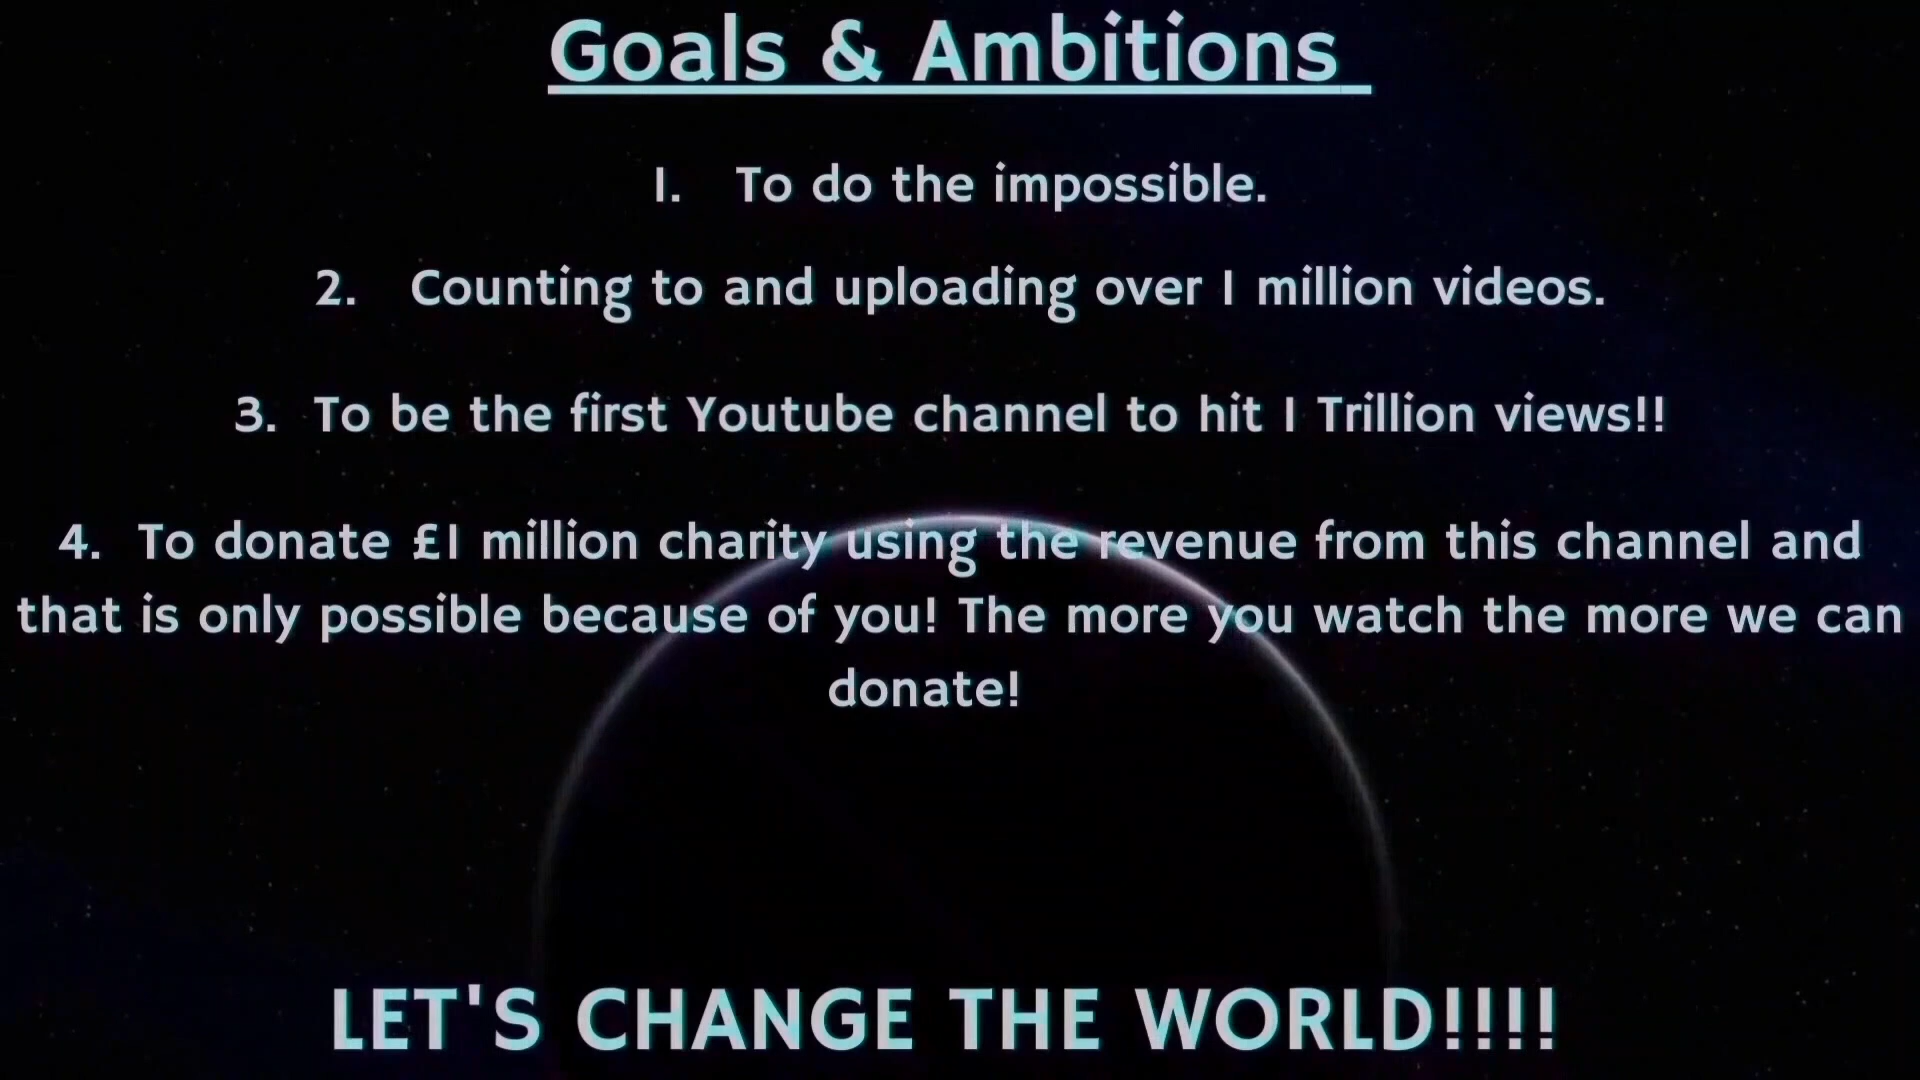 Goals & Ambitions
1. To do the impossible.
2. Counting to and uploading over 1 million videos.
3. To be the first Youtube channel to hit 1 Trillion views!!
4. To donate £1 million charity using the revenue from this channel and
that is only possible because of you! The more you watch the more we can
donate!
LET'S CHANGE THE WORLD!!!!